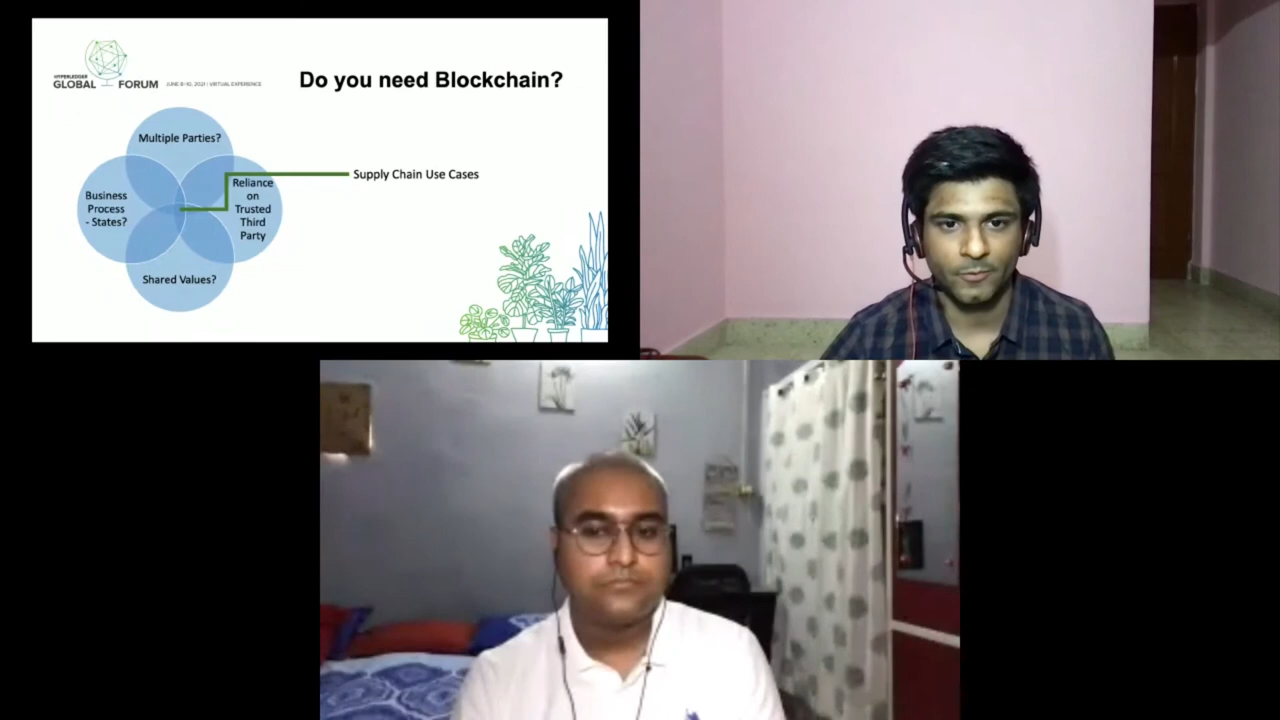 HYPERLEDGER
GLOBAL FORUM
JUNE 8-10, 2021 | VIRTUAL EXPERIENCE
Do you need Blockchain?
Multiple Parties?
Business
Process
- States?
Reliance
on
Trusted
Third
Party
Shared Values?
Supply Chain Use Cases